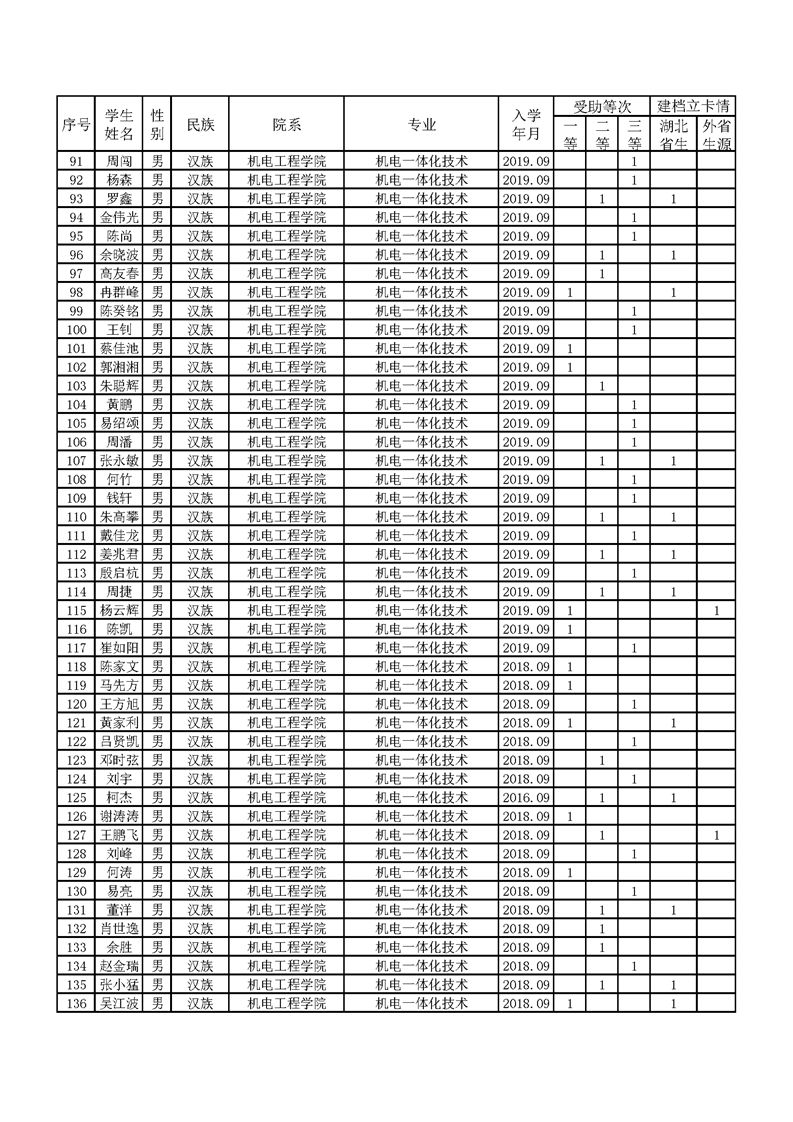 序号 学生姓名 性别 民族 院系 专业 入学年月 受助等次 建档立卡情
一等 二等 三等 湖北省生 外省生源
91 周闯 男 汉族 机电工程学院 机电一体化技术 2019.09 1
92 杨森 男 汉族 机电工程学院 机电一体化技术 2019.09 1
93 罗鑫 男 汉族 机电工程学院 机电一体化技术 2019.09 1 1
94 金伟光 男 汉族 机电工程学院 机电一体化技术 2019.09 1
95 陈尚 男 汉族 机电工程学院 机电一体化技术 2019.09 1
96 余晓波 男 汉族 机电工程学院 机电一体化技术 2019.09 1 1
97 高友春 男 汉族 机电工程学院 机电一体化技术 2019.09 1
98 冉群峰 男 汉族 机电工程学院 机电一体化技术 2019.09 1 1
99 陈癸铭 男 汉族 机电工程学院 机电一体化技术 2019.09 1
100 王钊 男 汉族 机电工程学院 机电一体化技术 2019.09 1
101 蔡佳池 男 汉族 机电工程学院 机电一体化技术 2019.09 1
102 郭湘湘 男 汉族 机电工程学院 机电一体化技术 2019.09 1
103 朱聪辉 男 汉族 机电工程学院 机电一体化技术 2019.09 1
104 黄鹏 男 汉族 机电工程学院 机电一体化技术 2019.09 1
105 易绍颂 男 汉族 机电工程学院 机电一体化技术 2019.09 1
106 周潘 男 汉族 机电工程学院 机电一体化技术 2019.09 1
107 张永敏 男 汉族 机电工程学院 机电一体化技术 2019.09 1 1
108 何竹 男 汉族 机电工程学院 机电一体化技术 2019.09 1
109 钱轩 男 汉族 机电工程学院 机电一体化技术 2019.09 1
110 朱高攀 男 汉族 机电工程学院 机电一体化技术 2019.09 1 1
111 戴佳龙 男 汉族 机电工程学院 机电一体化技术 2019.09 1
112 姜兆君 男 汉族 机电工程学院 机电一体化技术 2019.09 1 1
113 殷启杭 男 汉族 机电工程学院 机电一体化技术 2019.09 1
114 周捷 男 汉族 机电工程学院 机电一体化技术 2019.09 1 1
115 杨云辉 男 汉族 机电工程学院 机电一体化技术 2019.09 1 1
116 陈凯 男 汉族 机电工程学院 机电一体化技术 2019.09 1
117 崔如阳 男 汉族 机电工程学院 机电一体化技术 2019.09 1
118 陈家文 男 汉族 机电工程学院 机电一体化技术 2018.09 1
119 马先方 男 汉族 机电工程学院 机电一体化技术 2018.09 1
120 王方旭 男 汉族 机电工程学院 机电一体化技术 2018.09 1
121 黄家利 男 汉族 机电工程学院 机电一体化技术 2018.09 1 1
122 吕贤凯 男 汉族 机电工程学院 机电一体化技术 2018.09 1
123 邓时弦 男 汉族 机电工程学院 机电一体化技术 2018.09 1
124 刘宇 男 汉族 机电工程学院 机电一体化技术 2018.09 1
125 柯杰 男 汉族 机电工程学院 机电一体化技术 2016.09 1 1
126 谢涛涛 男 汉族 机电工程学院 机电一体化技术 2018.09 1
127 王鹏飞 男 汉族 机电工程学院 机电一体化技术 2018.09 1 1
128 刘峰 男 汉族 机电工程学院 机电一体化技术 2018.09 1
129 何涛 男 汉族 机电工程学院 机电一体化技术 2018.09 1
130 易亮 男 汉族 机电工程学院 机电一体化技术 2018.09 1
131 董洋 男 汉族 机电工程学院 机电一体化技术 2018.09 1 1
132 肖世逸 男 汉族 机电工程学院 机电一体化技术 2018.09 1
133 余胜 男 汉族 机电工程学院 机电一体化技术 2018.09 1
134 赵金瑞 男 汉族 机电工程学院 机电一体化技术 2018.09 1
135 张小猛 男 汉族 机电工程学院 机电一体化技术 2018.09 1 1
136 吴江波 男 汉族 机电工程学院 机电一体化技术 2018.09 1 1